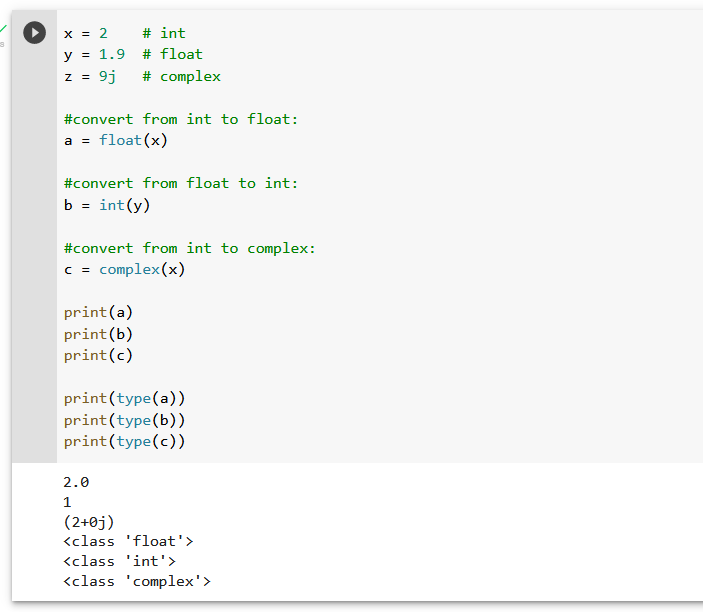 x = 2    # int
y = 1.9  # float
z = 9j   # complex

#convert from int to float:
a = float(x)

#convert from float to int:
b = int(y)

#convert from int to complex:
c = complex(x)

print(a)
print(b)
print(c)

print(type(a))
print(type(b))
print(type(c))

2.0
1
(2+0j)
<class 'float'>
<class 'int'>
<class 'complex'>